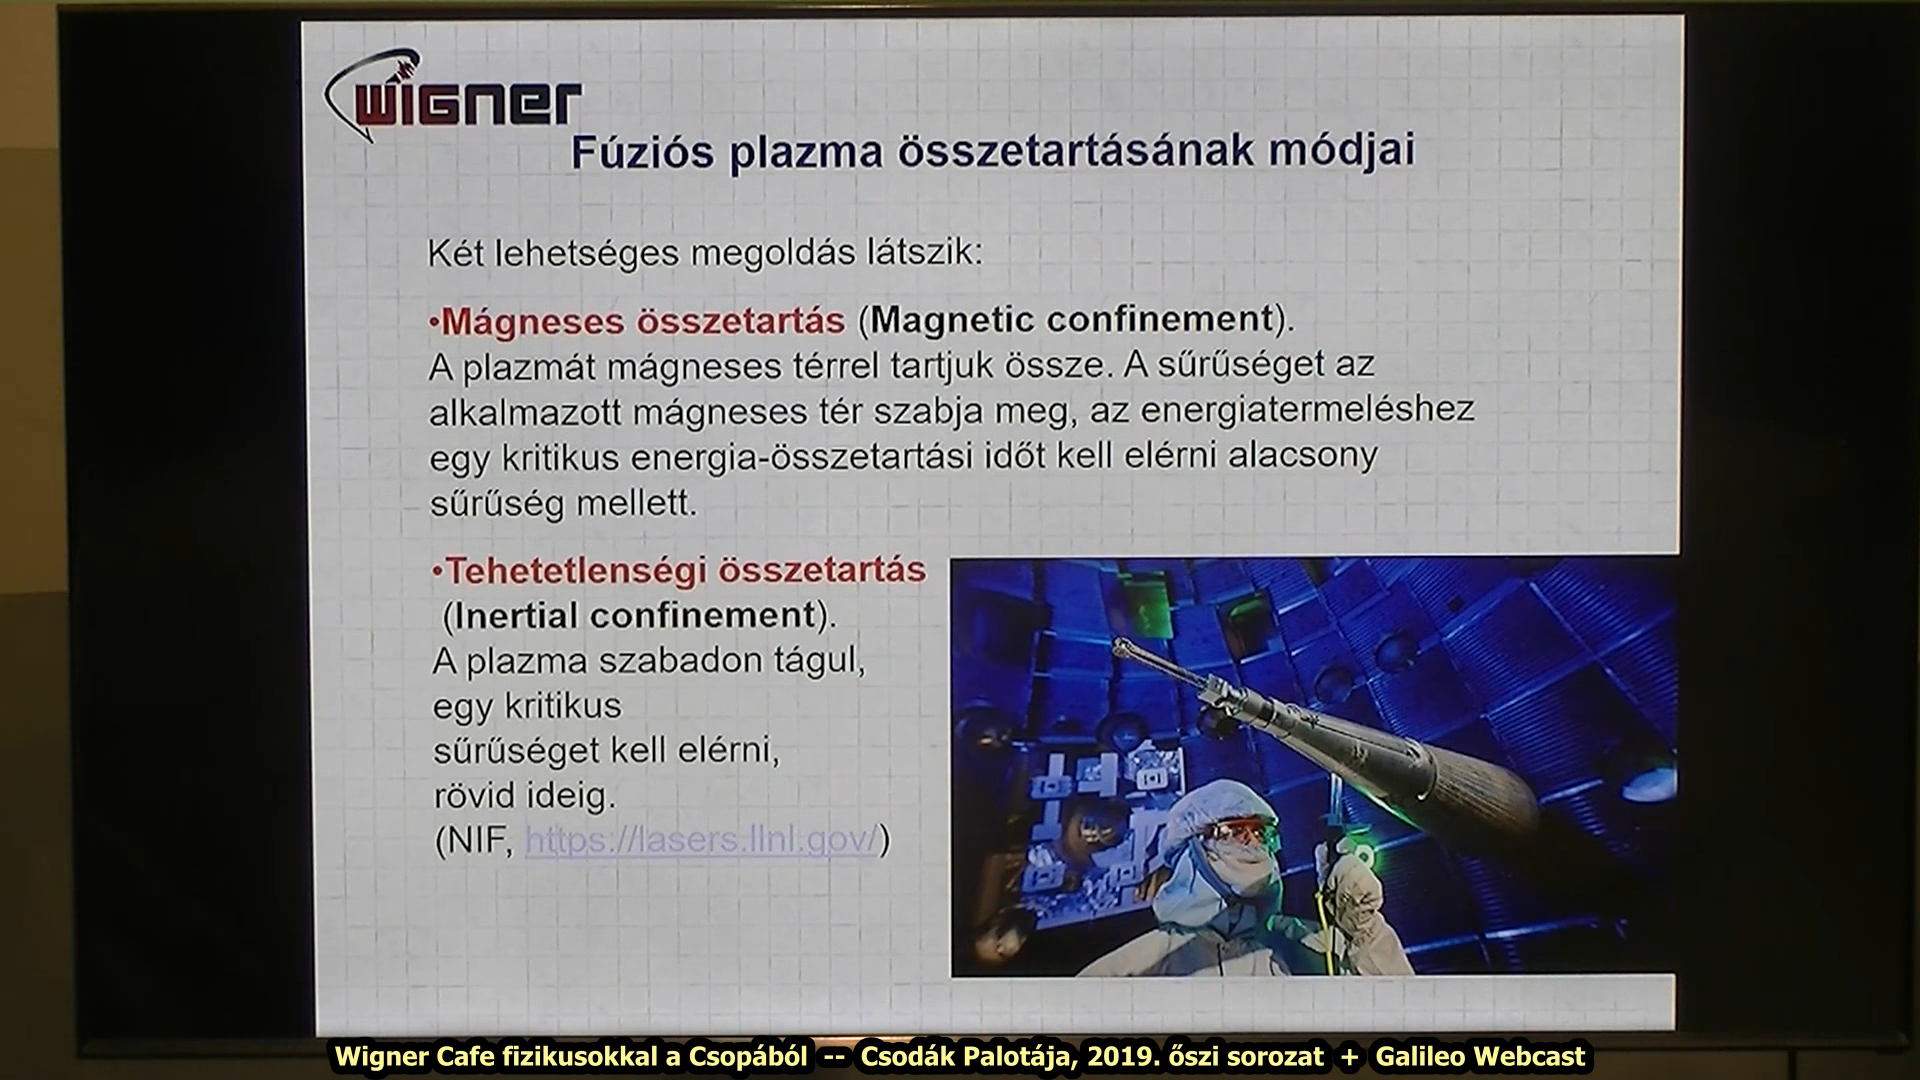 wigner
Fúziós plazma összetartásának módjai
Két lehetséges megoldás látszik:
•Mágneses összetartás (Magnetic confinement).
A plazmát mágneses térrel tartjuk össze. A sűrűséget az
alkalmazott mágneses tér szabja meg, az energiatermeléshez
egy kritikus energia-összetartási időt kell elérni alacsony
sűrűség mellett.
•Tehetetlenségi összetartás
(Inertial confinement).
A plazma szabadon tágul,
egy kritikus
sűrűséget kell elérni,
rövid ideig.
(NIF, https://lasers.llnl.gov/)
Wigner Cafe fizikusokkal a Csopából -- Csodák Palotája, 2019. őszi sorozat + Galileo Webcast